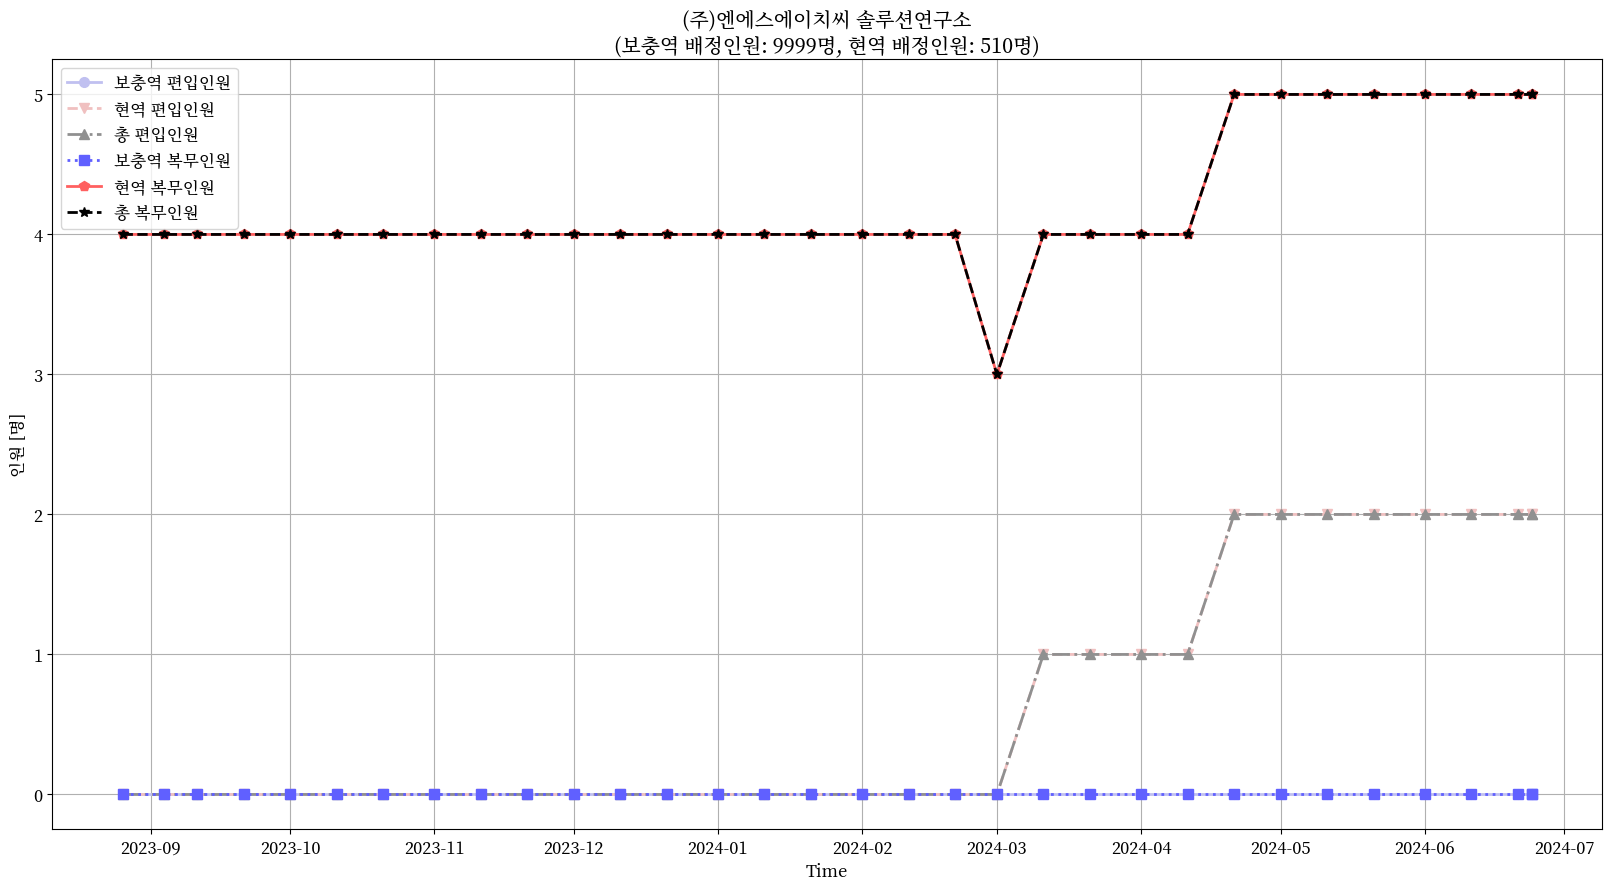 (주)엔에스에이치씨 솔루션연구소
(보충역 배정인원: 9999명, 현역 배정인원: 510명)
보충역 편입인원
현역 편입인원
총 편입인원
보충역 복무인원
현역 복무인원
총 복무인원
5
4
3
2
1
0
인원 [명]
2023-09
2023-10
2023-11
2023-12
2024-01
2024-02
2024-03
2024-04
2024-05
2024-06
2024-07
Time